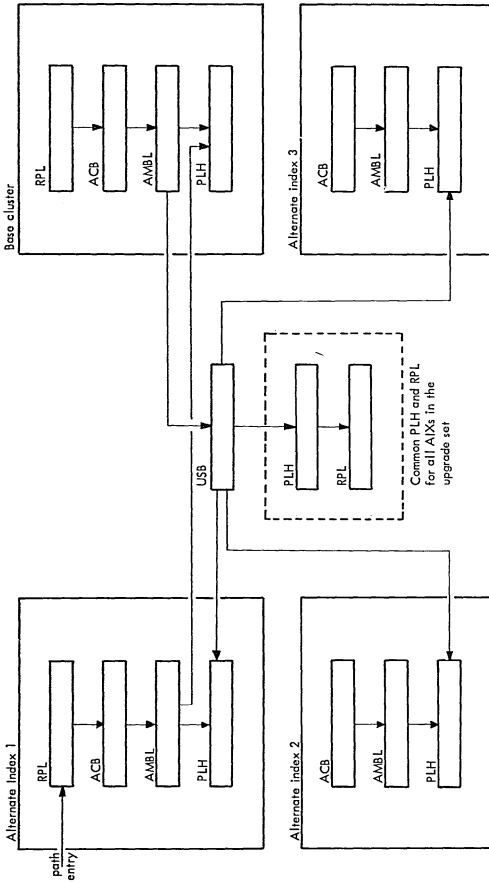 Alternate Index 1
path
entry
RPL
ACB
AMBL
PLH
Base cluster
RPL
ACB
AMBL
PLH
USB
PLH
RPL
Common PLH and RPL
for all AIXs in the
upgrade set
Alternate index 2
ACB
AMBL
PLH
Alternate index 3
ACB
AMBL
PLH